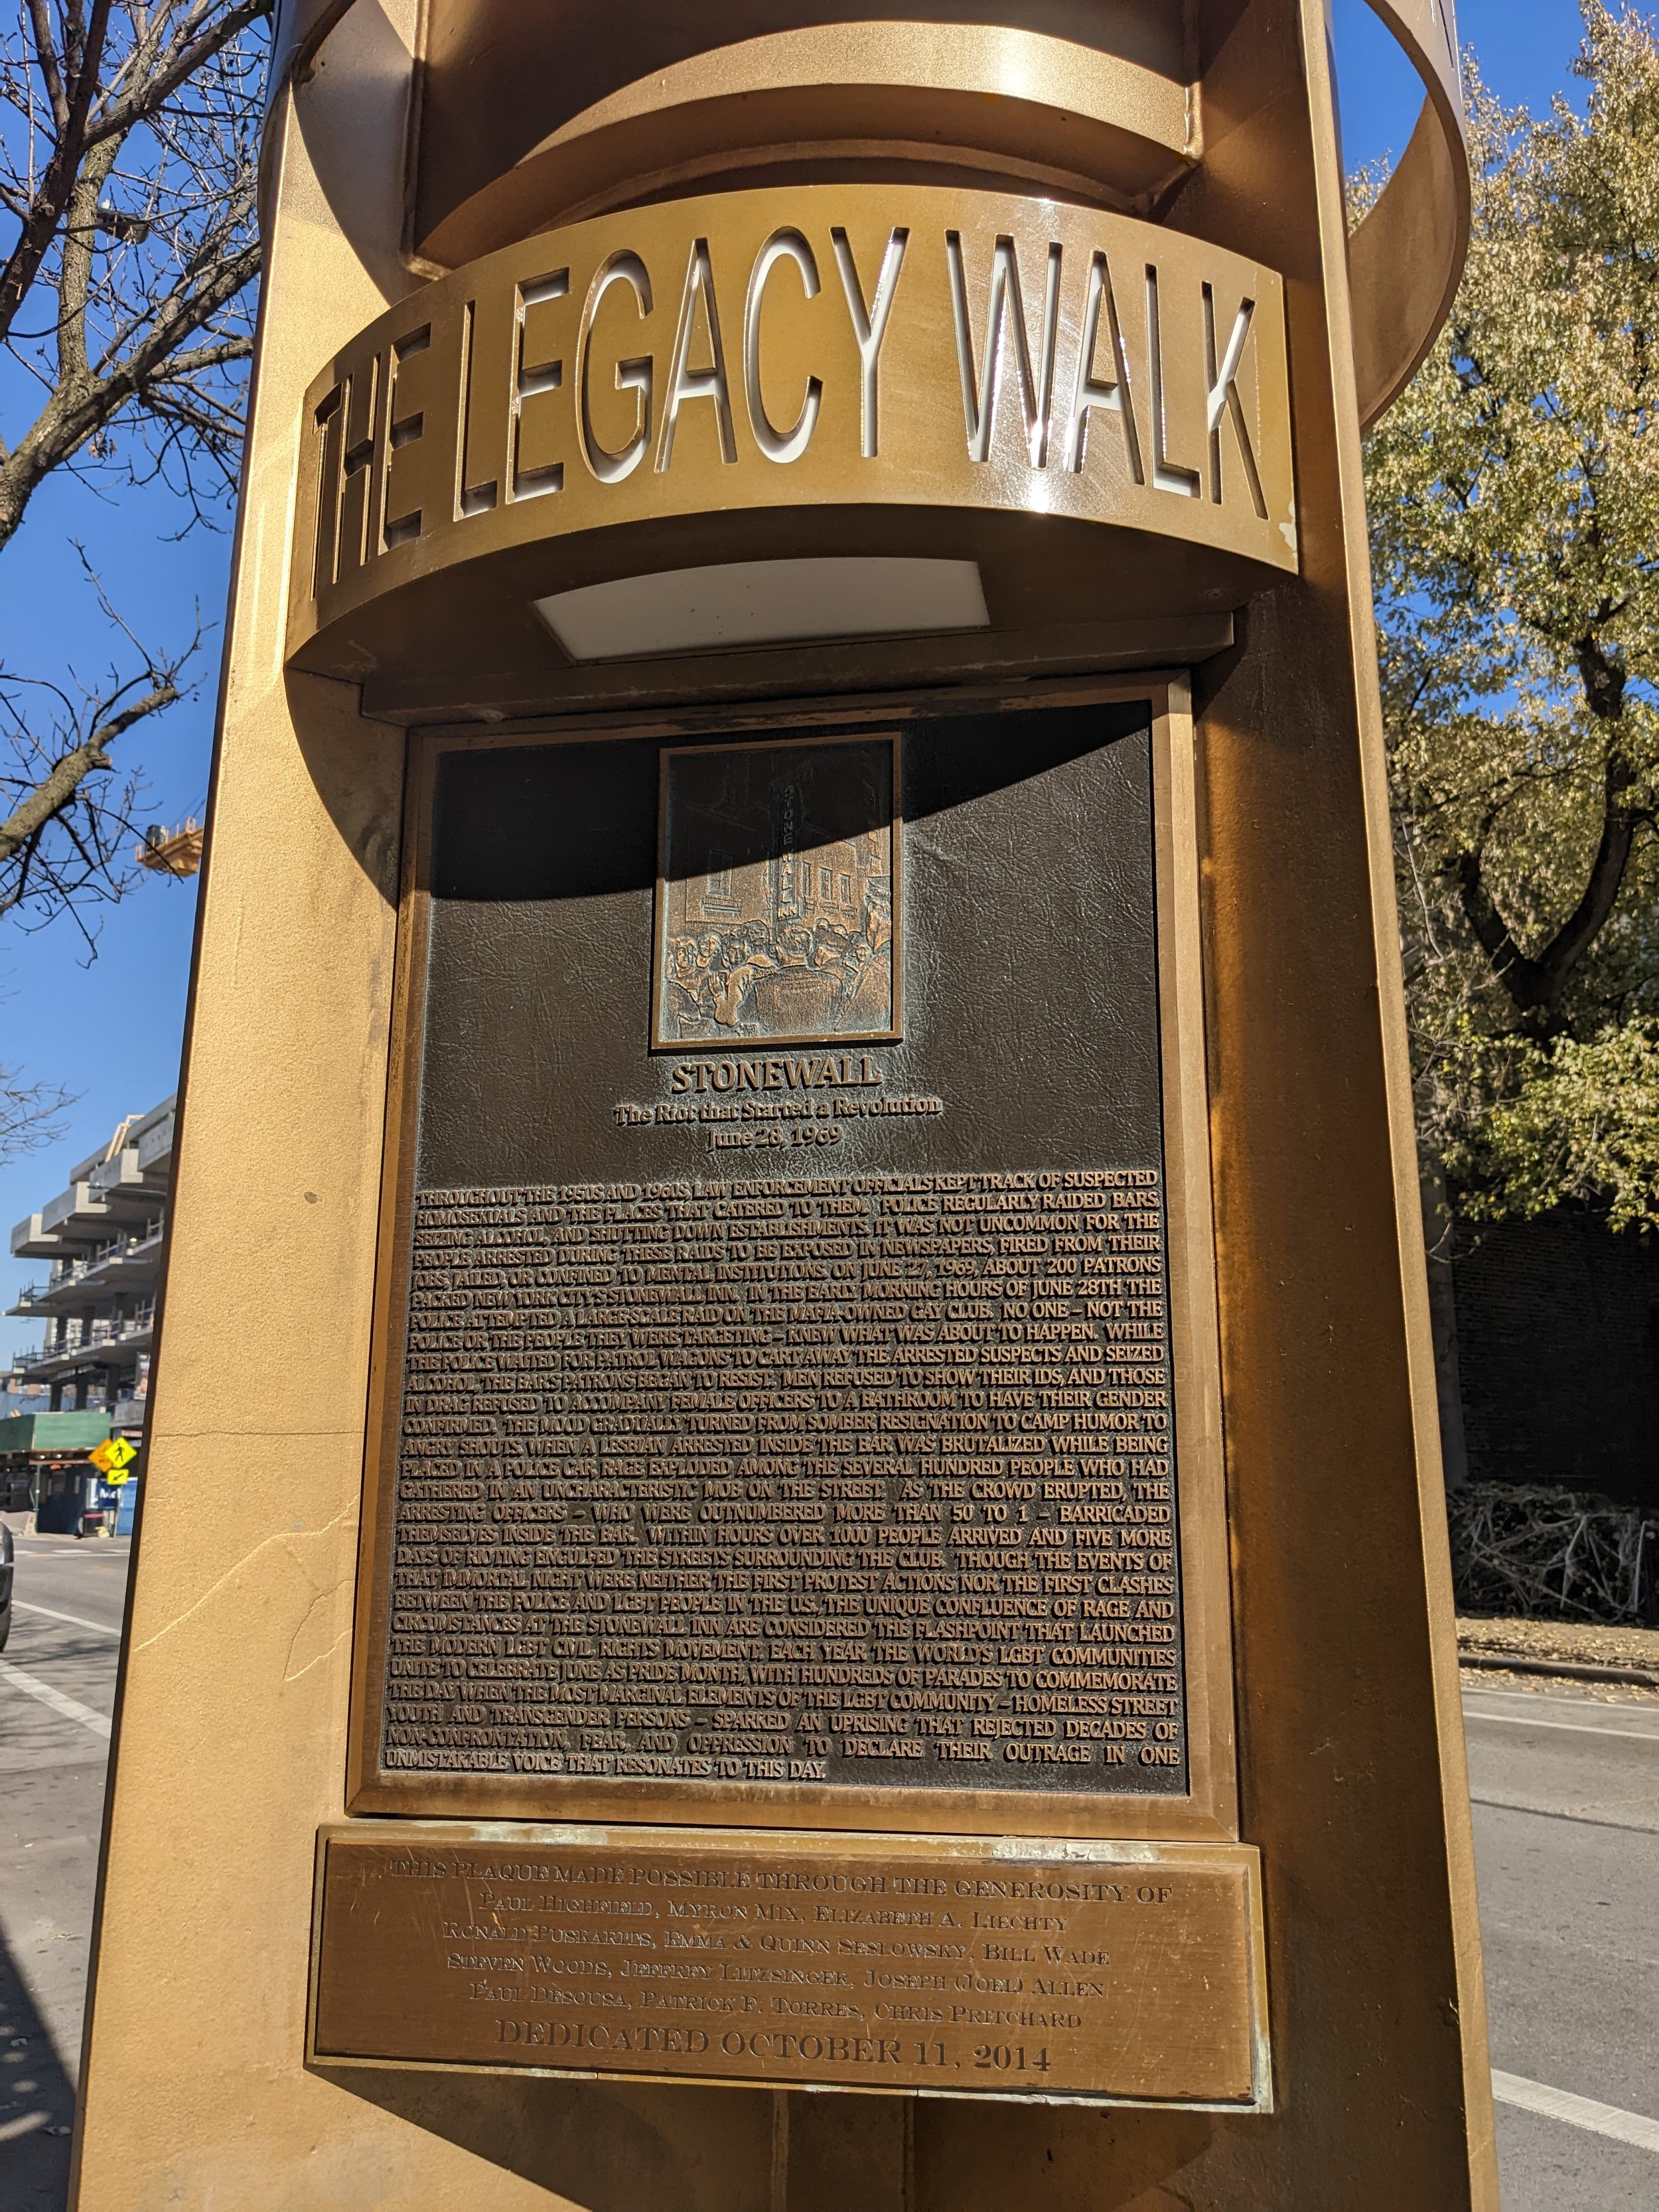 THE LEGACY WALK
STONEWALL INN
STONEWALL
The Riot that Started a Revolution
June 28, 1969
THROUGHOUT THE 1950S AND 1960S, LAW ENFORCEMENT OFFICIALS KEPT TRACK OF SUSPECTED
HOMOSEXUALS AND THE PLACES THAT CATERED TO THEM. POLICE REGULARLY RAIDED BARS,
SEIZING ALCOHOL, AND SHUTTING DOWN ESTABLISHMENTS. IT WAS NOT UNCOMMON FOR THE
PEOPLE ARRESTED DURING THESE RAIDS TO BE EXPOSED IN NEWSPAPERS, FIRED FROM THEIR
JOBS, JAILED, OR CONFINED TO MENTAL INSTITUTIONS. ON JUNE 27, 1969, ABOUT 200 PATRONS
PACKED NEW YORK CITY'S STONEWALL INN. IN THE EARLY MORNING HOURS OF JUNE 28TH THE
POLICE ATTEMPTED A LARGE-SCALE RAID ON THE MAFIA-OWNED GAY CLUB. NO ONE – NOT THE
POLICE OR THE PEOPLE THEY WERE TARGETING – KNEW WHAT WAS ABOUT TO HAPPEN. WHILE
THE POLICE WAITED FOR PATROL WAGONS TO CART AWAY THE ARRESTED SUSPECTS AND SEIZED
ALCOHOL, THE BAR'S PATRONS BEGAN TO RESIST. MEN REFUSED TO SHOW THEIR IDS, AND THOSE
IN DRAG REFUSED TO ACCOMPANY FEMALE OFFICERS TO A BATHROOM TO HAVE THEIR GENDER
CONFIRMED. THE MOOD GRADUALLY TURNED FROM SOMBER RESIGNATION TO CAMP HUMOR TO
ANGRY SHOUTS. WHEN A LESBIAN ARRESTED INSIDE THE BAR WAS BRUTALIZED WHILE BEING
PLACED IN A POLICE CAR, RAGE EXPLODED AMONG THE SEVERAL HUNDRED PEOPLE WHO HAD
GATHERED IN AN UNCHARACTERISTIC MOB ON THE STREET. AS THE CROWD ERUPTED, THE
ARRESTING OFFICERS – WHO WERE OUTNUMBERED MORE THAN 50 TO 1 – BARRICADED
THEMSELVES INSIDE THE BAR. WITHIN HOURS OVER 1000 PEOPLE ARRIVED AND FIVE MORE
DAYS OF RIOTING ENGULFED THE STREETS SURROUNDING THE CLUB. THOUGH THE EVENTS OF
THAT IMMORTAL NIGHT WERE NEITHER THE FIRST PROTEST ACTIONS NOR THE FIRST CLASHES
BETWEEN THE POLICE AND LGBT PEOPLE IN THE U.S., THE UNIQUE CONFLUENCE OF RAGE AND
CIRCUMSTANCES AT THE STONEWALL INN ARE CONSIDERED THE FLASHPOINT THAT LAUNCHED
THE MODERN LGBT CIVIL RIGHTS MOVEMENT. EACH YEAR THE WORLD'S LGBT COMMUNITIES
UNITE TO CELEBRATE JUNE AS PRIDE MONTH, WITH HUNDREDS OF PARADES TO COMMEMORATE
THE DAY WHEN THE MOST MARGINAL ELEMENTS OF THE LGBT COMMUNITY – HOMELESS STREET
YOUTH AND TRANSGENDER PERSONS – SPARKED AN UPRISING THAT REJECTED DECADES OF
NON-CONFRONTATION, FEAR, AND OPPRESSION TO DECLARE THEIR OUTRAGE IN ONE
UNMISTAKABLE VOICE THAT RESONATES TO THIS DAY.
THIS PLAQUE MADE POSSIBLE THROUGH THE GENEROSITY OF
PAUL HIGHFIELD, MYRON MIX, ELIZABETH A. LIECHTY
RONALD PUSKARITS, EMMA & QUINN SESLOWSKY, BILL WADE
STEVEN WOODS, JEFFREY LITZSINGER, JOSEPH (JOEL) ALLEN
PAUL DESOUSA, PATRICK F. TORRES, CHRIS PRITCHARD
DEDICATED OCTOBER 11, 2014